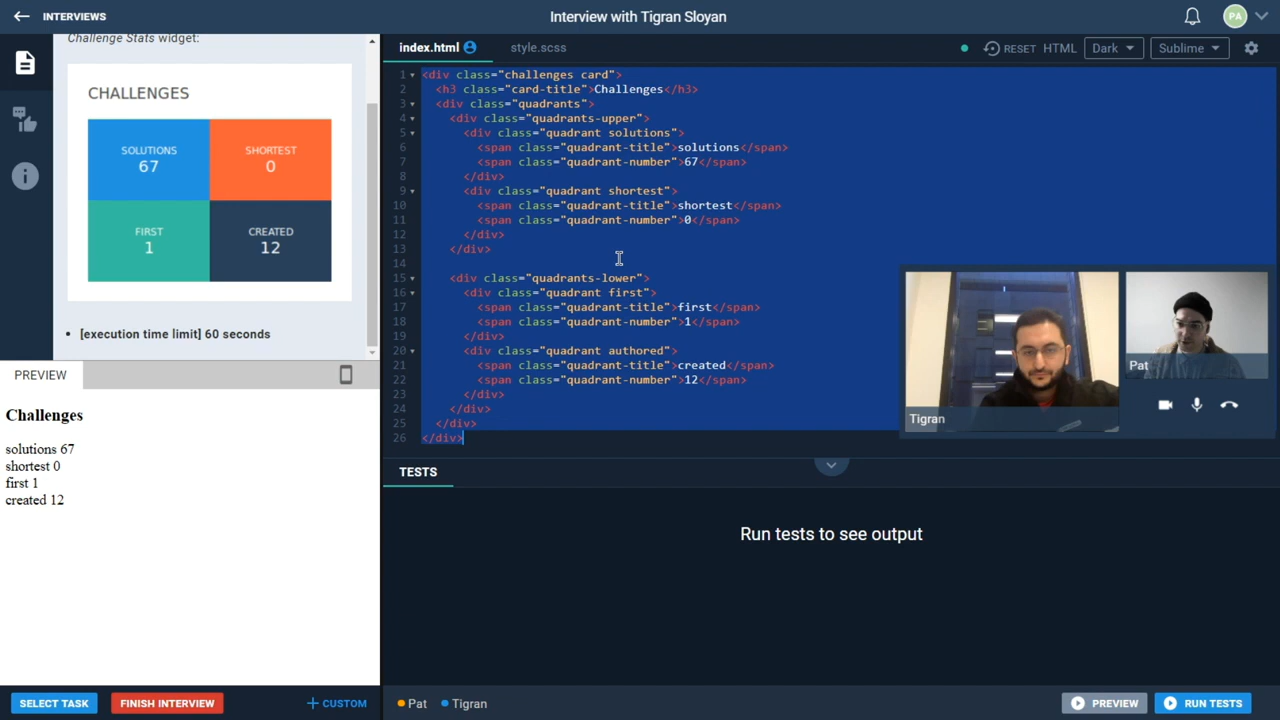 INTERVIEWS
Interview with Tigran Sloyan
PA
Challenge Stats widget:
CHALLENGES
SOLUTIONS
67
SHORTEST
0
FIRST
1
CREATED
12
• [execution time limit] 60 seconds
PREVIEW
Challenges
solutions 67
shortest 0
first 1
created 12
SELECT TASK
FINISH INTERVIEW
+ CUSTOM
index.html
style.scss
RESET
HTML
Dark
Sublime
1 <div class="challenges card">
2 <h3 class="card-title">Challenges</h3>
3 <div class="quadrants">
4 <div class="quadrants-upper">
5 <div class="quadrant solutions">
6 <span class="quadrant-title">solutions</span>
7 <span class="quadrant-number">67</span>
8 </div>
9 <div class="quadrant shortest">
10 <span class="quadrant-title">shortest</span>
11 <span class="quadrant-number">0</span>
12 </div>
13 </div>
14
15 <div class="quadrants-lower">
16 <div class="quadrant first">
17 <span class="quadrant-title">first</span>
18 <span class="quadrant-number">1</span>
19 </div>
20 <div class="quadrant authored">
21 <span class="quadrant-title">created</span>
22 <span class="quadrant-number">12</span>
23 </div>
24 </div>
25 </div>
26 </div>
Tigran
Pat
TESTS
Run tests to see output
Pat
Tigran
PREVIEW
RUN TESTS